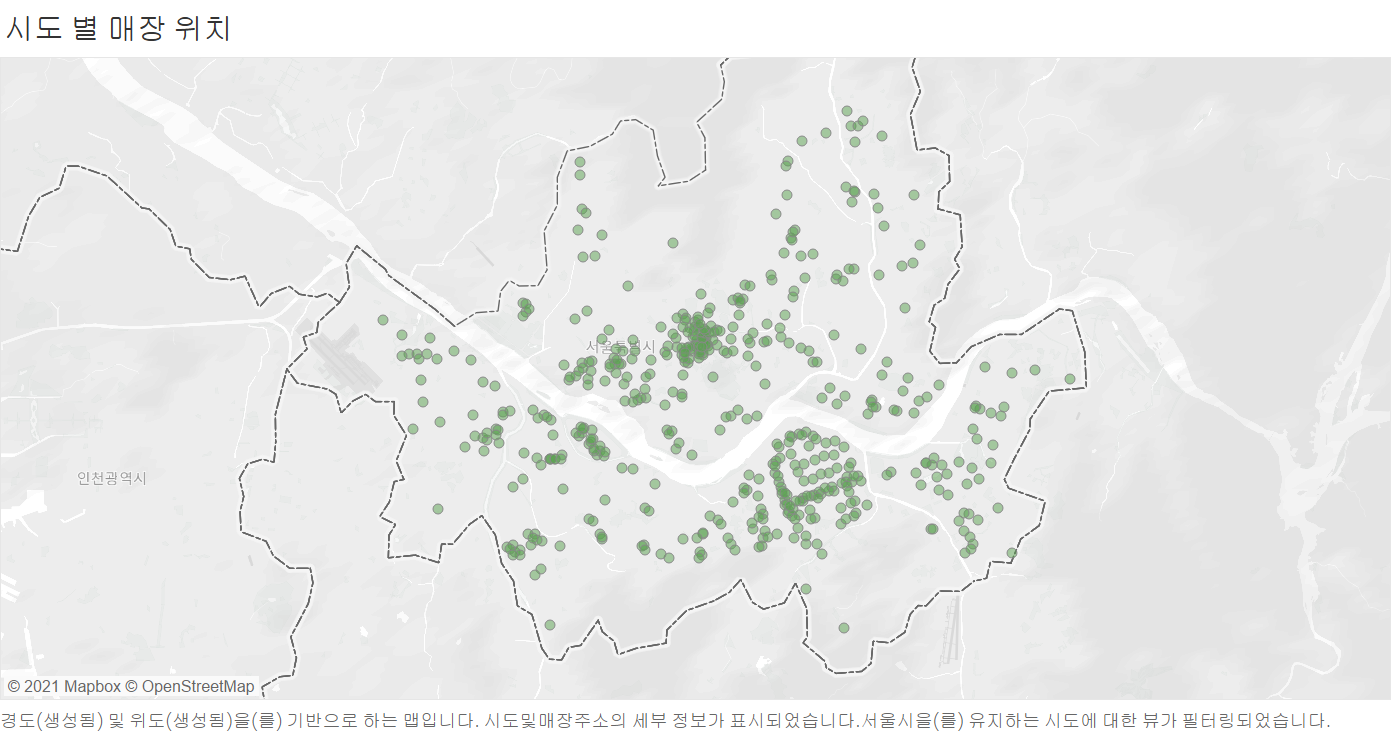 시도 별 매장 위치
서울특별시
인천광역시
© 2021 Mapbox © OpenStreetMap
경도(생성됨) 및 위도(생성됨)을(를) 기반으로 하는 맵입니다. 시도및매장주소의 세부 정보가 표시되었습니다.서울시을(를) 유지하는 시도에 대한 뷰가 필터링되었습니다.